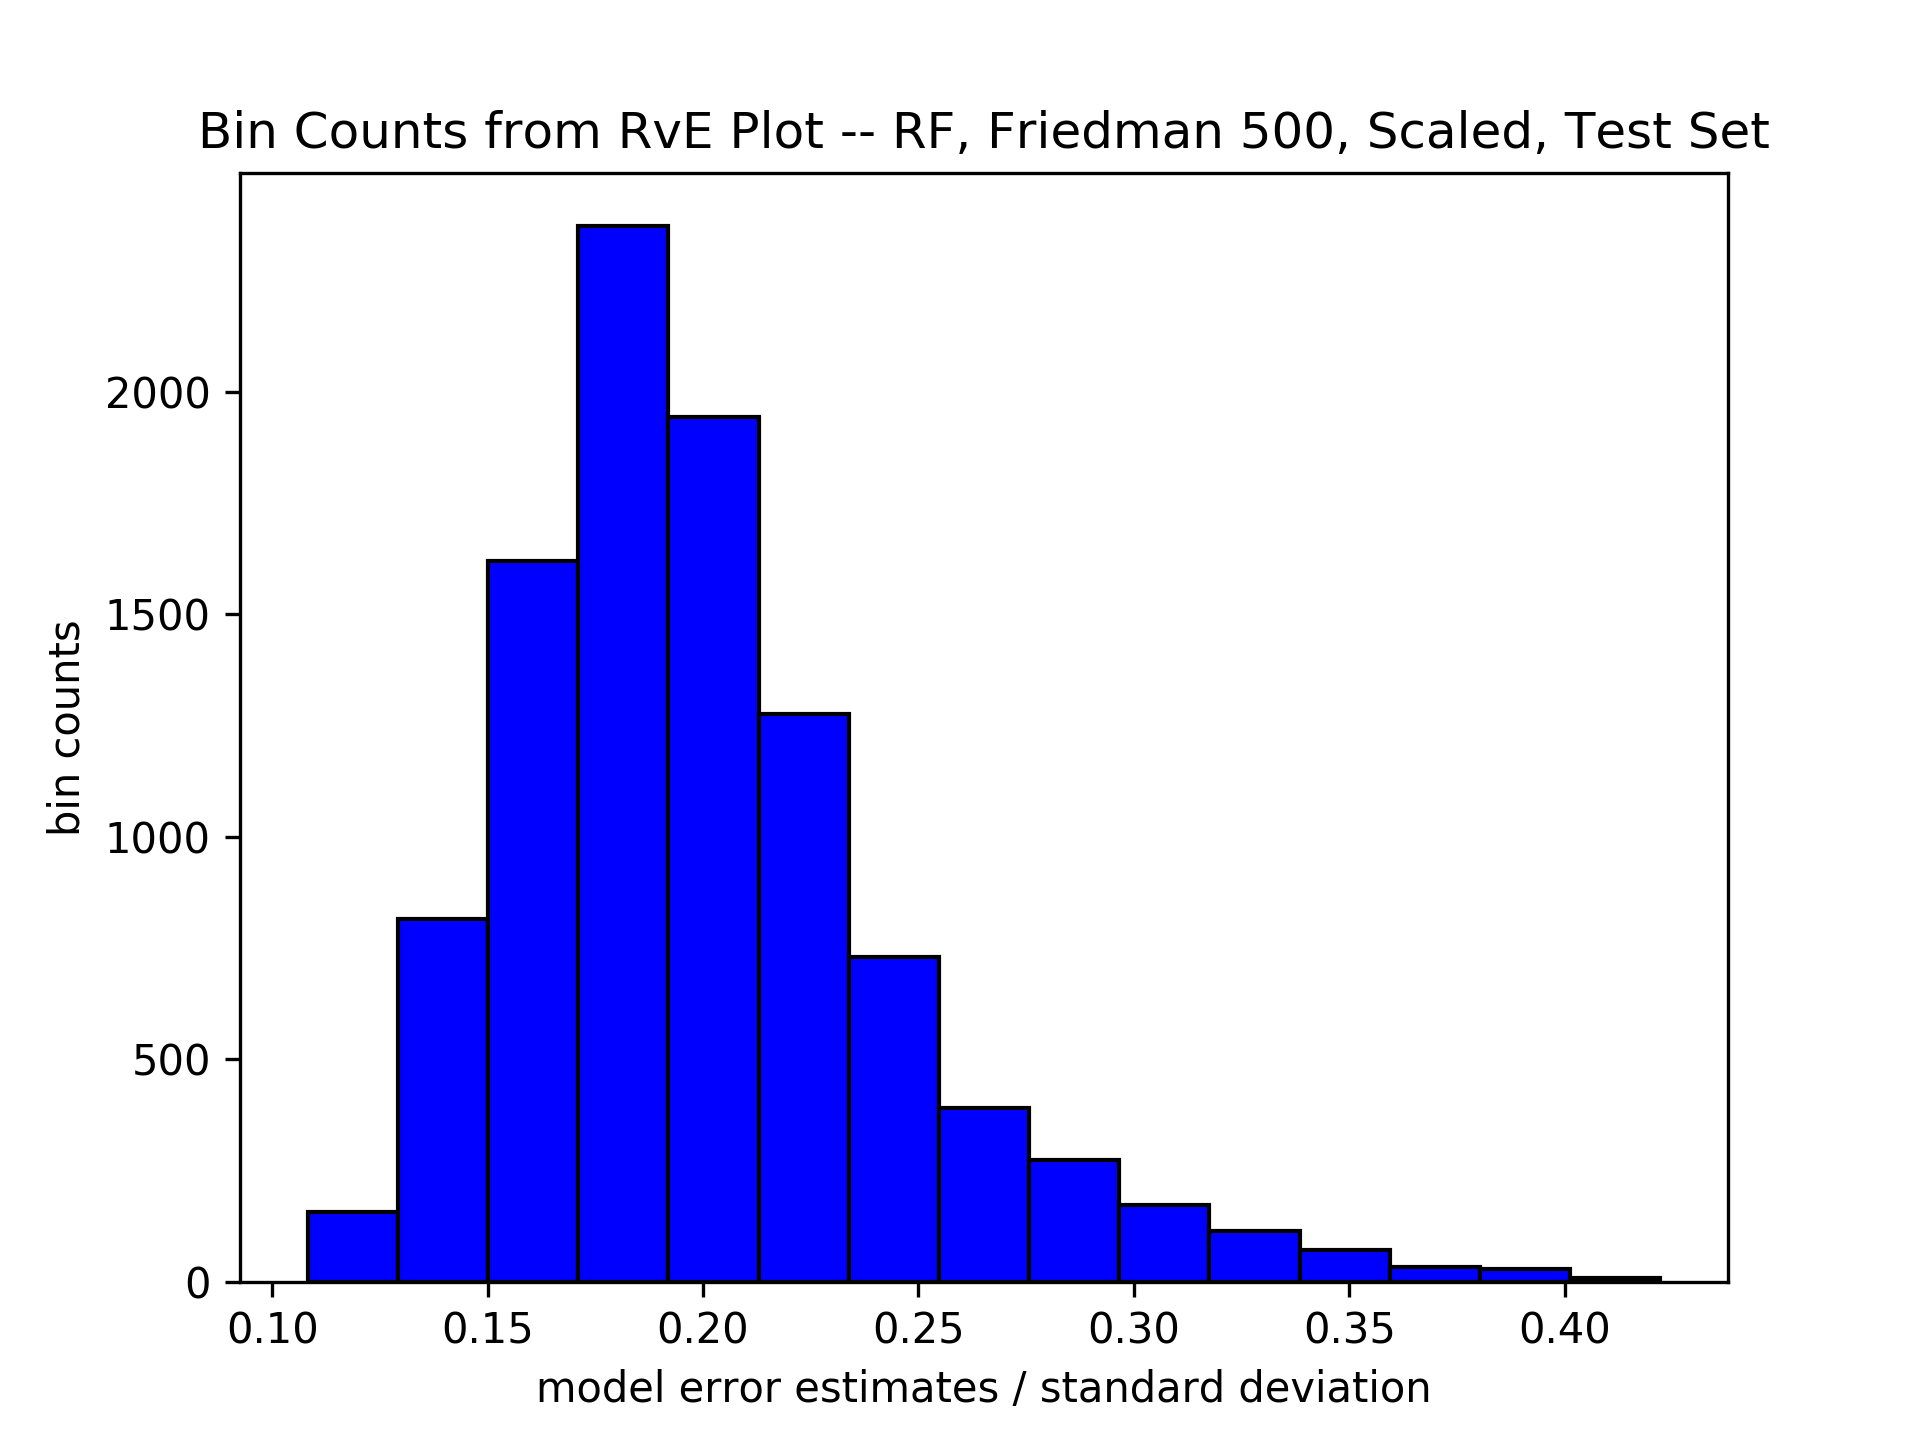 Bin Counts from RvE Plot -- RF, Friedman 500, Scaled, Test Set
bin counts
2000
1500
1000
500
0
0.10 0.15 0.20 0.25 0.30 0.35 0.40
model error estimates / standard deviation